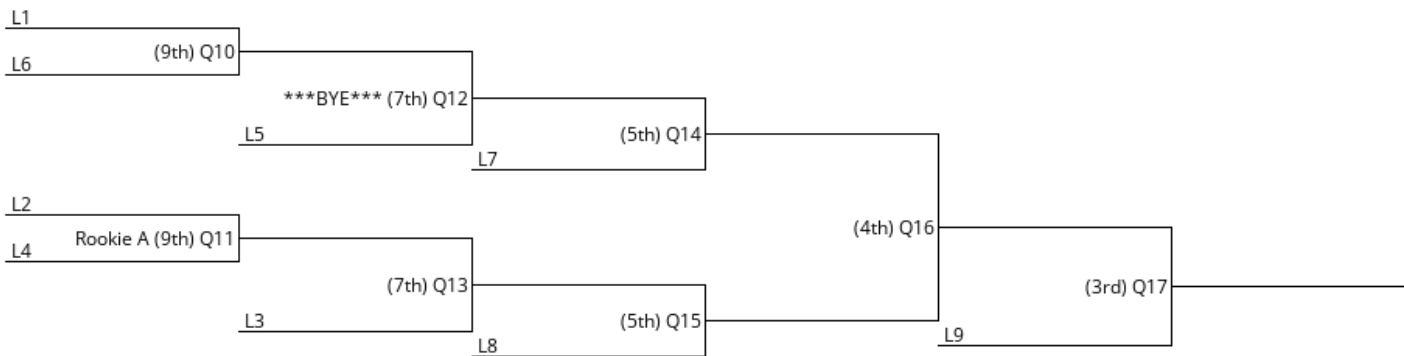 L1
(9th) Q10
L6
***BYE*** (7th) Q12
L5
(5th) Q14
L7
L2
Rookie A (9th) Q11
L4
(4th) Q16
(7th) Q13
(3rd) Q17
L3
(5th) Q15
L9
L8